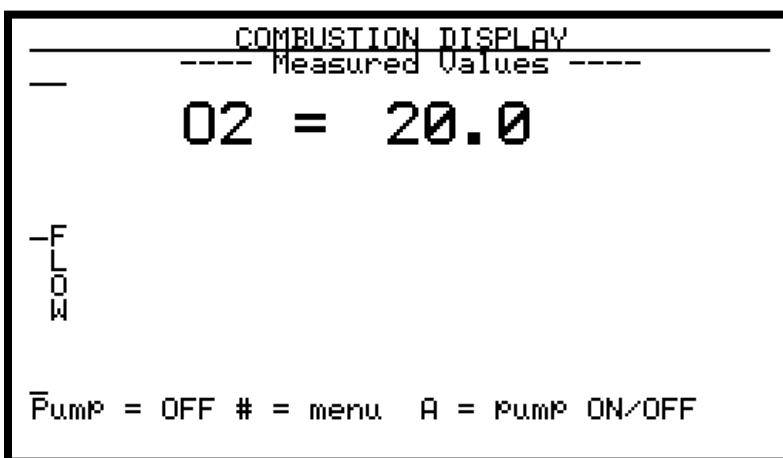 COMBUSTION DISPLAY
---- Measured Values ----
O2 = 20.0
F
L
O
W
Pump = OFF # = menu A = pump ON/OFF